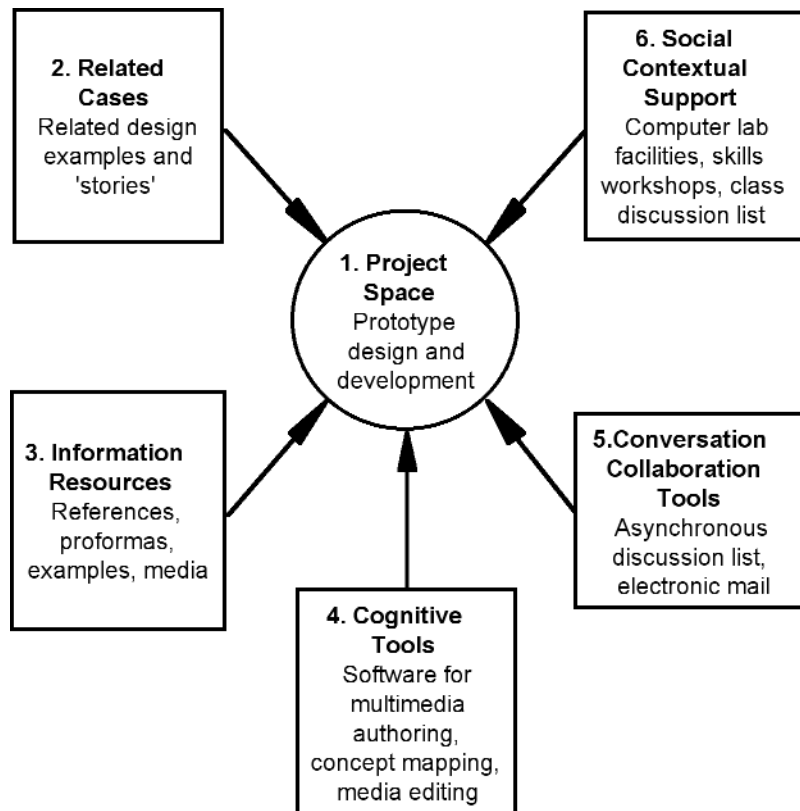 2. Related
Cases
Related design
examples and
'stories'
6. Social
Contextual
Support
Computer lab
facilities, skills
workshops, class
discussion list
1. Project
Space
Prototype
design and
development
3. Information
Resources
References,
proformas,
examples, media
5.Conversation
Collaboration
Tools
Asynchronous
discussion list,
electronic mail
4. Cognitive
Tools
Software for
multimedia
authoring,
concept mapping,
media editing